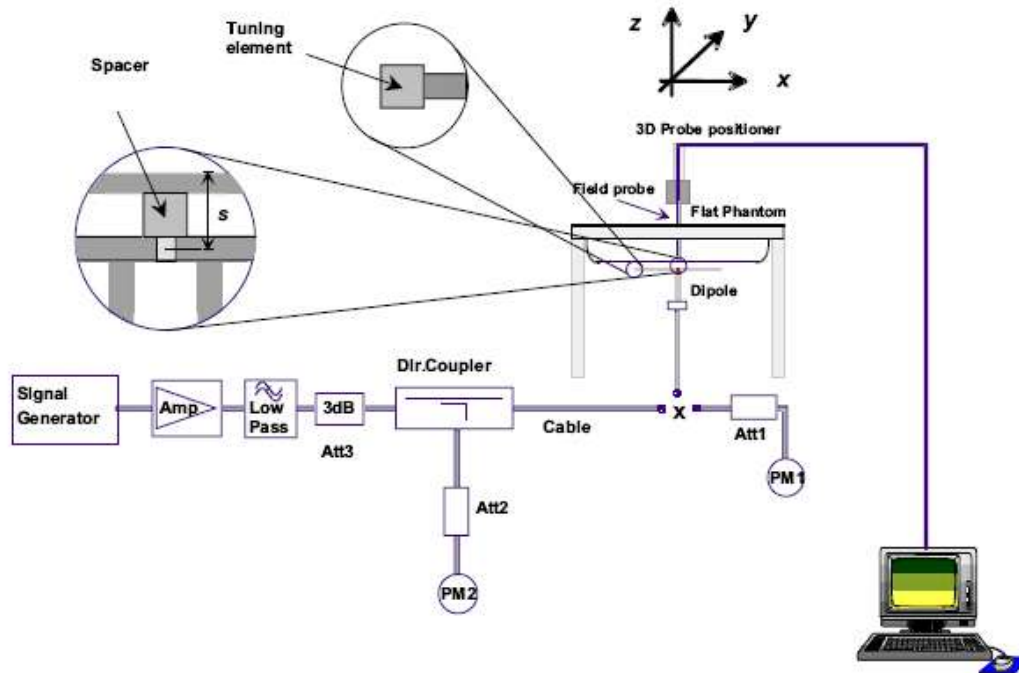 Tuning
element
Spacer
s
z
y
x
3D Probe positioner
Field probe
Flat Phantom
Dipole
Signal
Generator
Amp
Low
Pass
3dB
Att3
Dir.Coupler
Cable
x
Att1
PM1
Att2
PM2